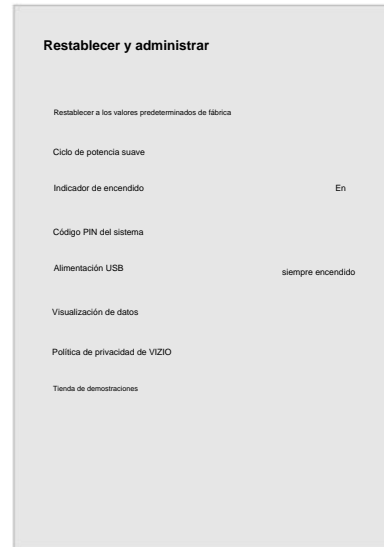 Restablecer y administrar
Restablecer a los valores predeterminados de fábrica
Ciclo de potencia suave
Indicador de encendido En
Código PIN del sistema
Alimentación USB siempre encendido
Visualización de datos
Política de privacidad de VIZIO
Tienda de demostraciones